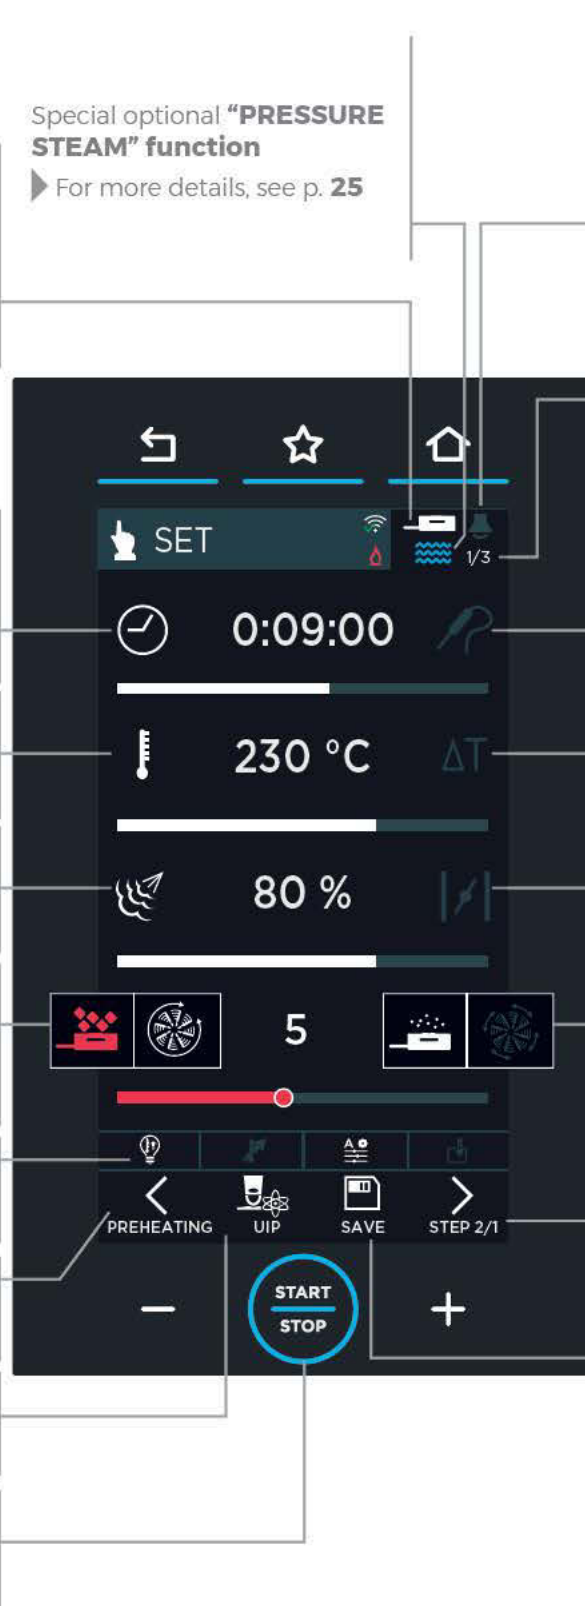 Special optional “PRESSURE
STEAM” function
For more details, see p. 25
SET
1/3
0:09:00
230 °C
ΔT
80 %
5
A
PREHEATING
UIP
SAVE
STEP 2/1
START
STOP